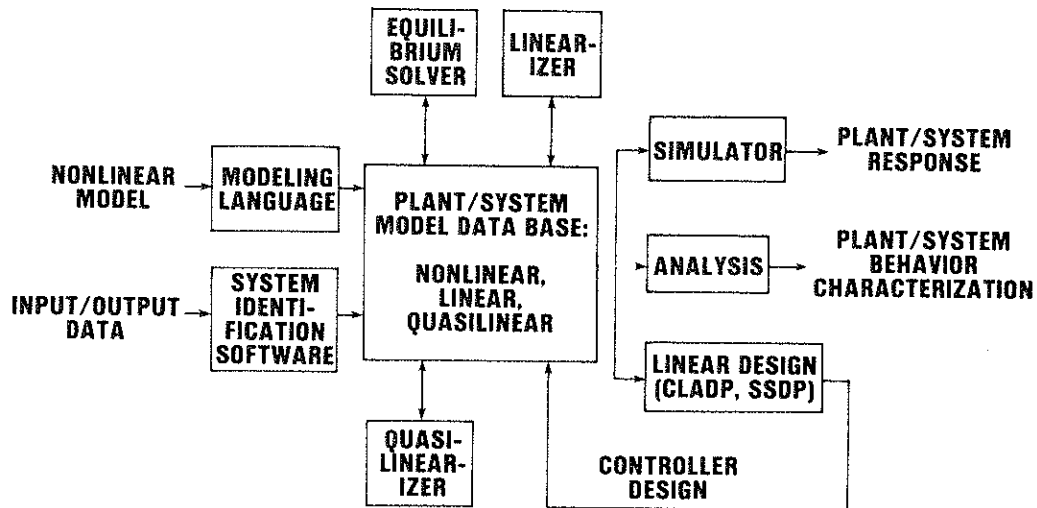 EQUILI-
BRIUM
SOLVER
LINEAR-
IZER
NONLINEAR
MODEL
MODELING
LANGUAGE
INPUT/OUTPUT
DATA
SYSTEM
IDENTI-
FICATION
SOFTWARE
PLANT/SYSTEM
MODEL DATA BASE:
NONLINEAR,
LINEAR,
QUASILINEAR
QUASI-
LINEAR-
IZER
SIMULATOR
PLANT/SYSTEM
RESPONSE
ANALYSIS
PLANT/SYSTEM
BEHAVIOR
CHARACTERIZATION
LINEAR DESIGN
(CLADP, SSDP)
CONTROLLER
DESIGN